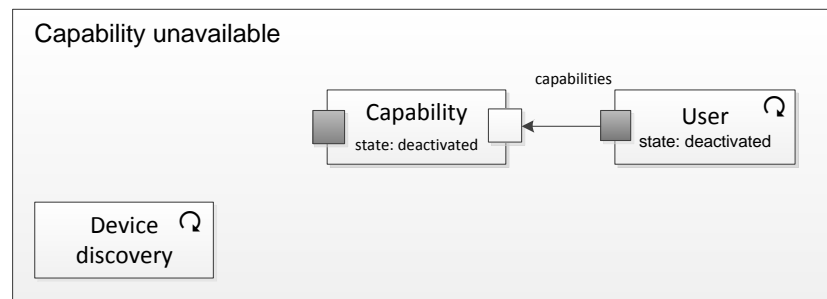 Capability unavailable
capabilities
Capability
state: deactivated
User
state: deactivated
Device
discovery